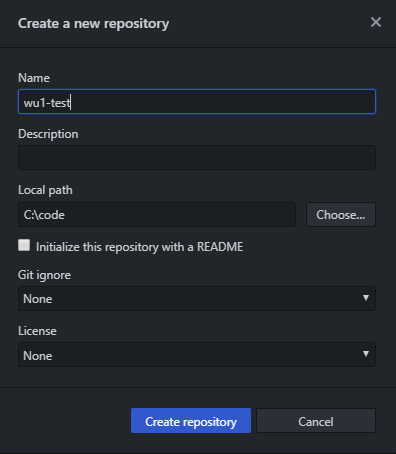 Create a new repository
Name
wu1-test
Description
Local path
C:\code
Choose...
Initialize this repository with a README
Git ignore
None
License
None
Create repository
Cancel